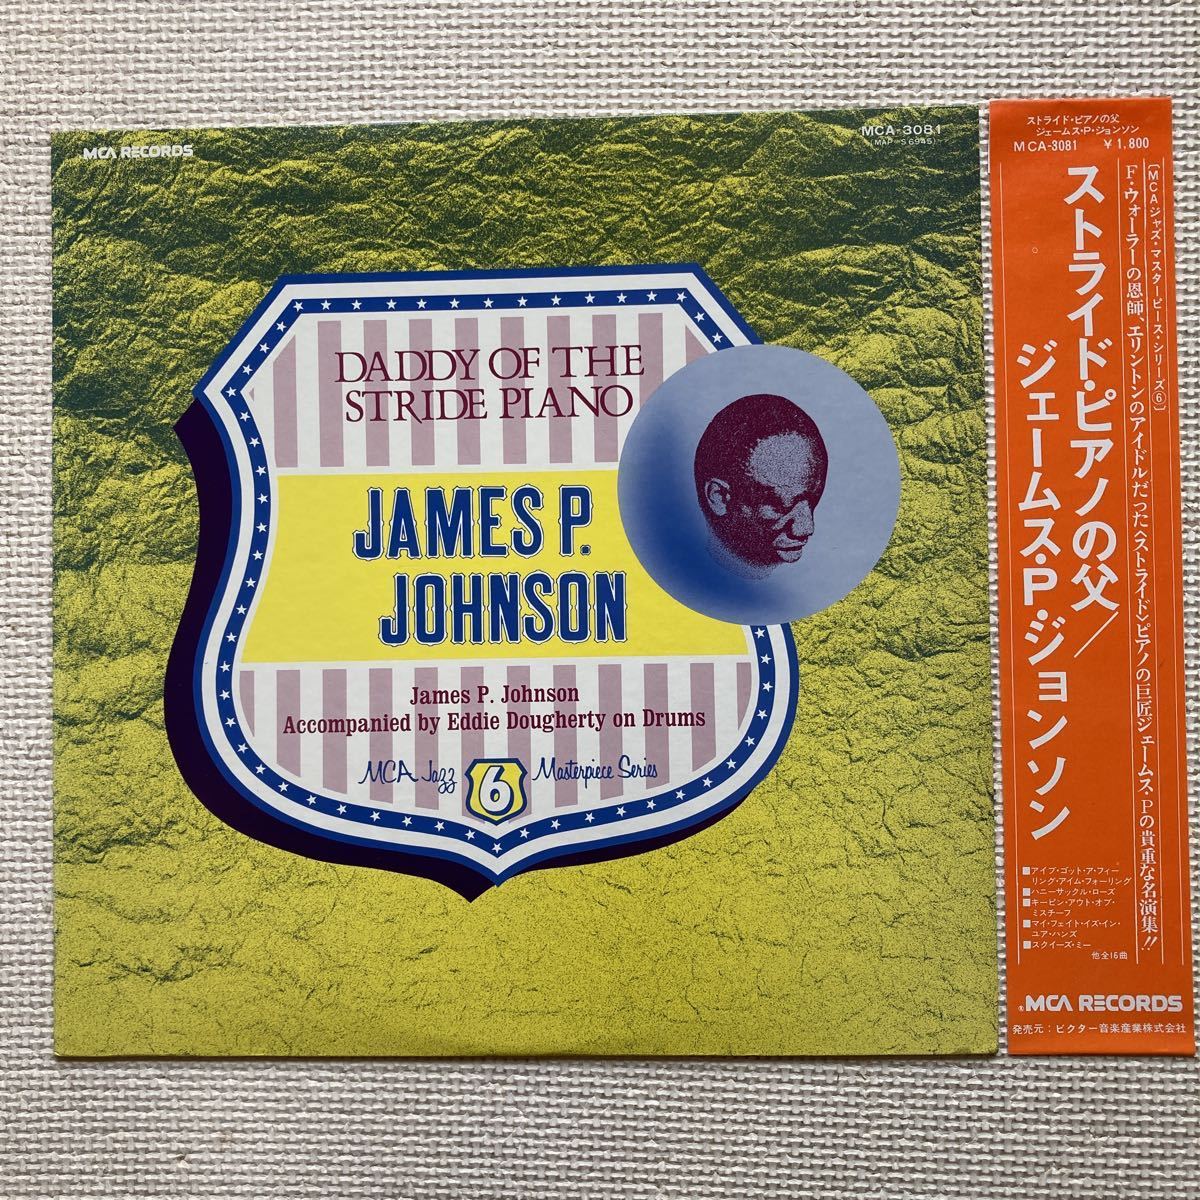 MCA RECORDS
MCA-3081
(MAP-S6945)
DADDY OF THE
STRIDE PIANO
JAMES P.
JOHNSON
James P. Johnson
Accompanied by Eddie Dougherty on Drums
MCA Jazz 6 Masterpiece Series
ストライド・ピアノの父
ジェームス・P・ジョンソン
MCA-3081 ¥1,800
〔MCAジャズ・マスターピース・シリーズ⑥〕
F・ウォーラーの恩師、エリントンのアイドルだった〈ストライド〉ピアノの巨匠ジェームス・Pの貴重な名演集!!
ストライド・ピアノの父/
ジェームス・P・ジョンソン
■アイブ・ゴット・ア・フィー
リング・アイム・フォーリング
■ハニーサックル・ローズ
■キーピン・アウト・オブ・
ミスチーフ
■マイ・フェイト・イズ・イン・
ユア・ハンズ
■スクイーズ・ミー
他全16曲
MCA RECORDS
発売元:ビクター音楽産業株式会社